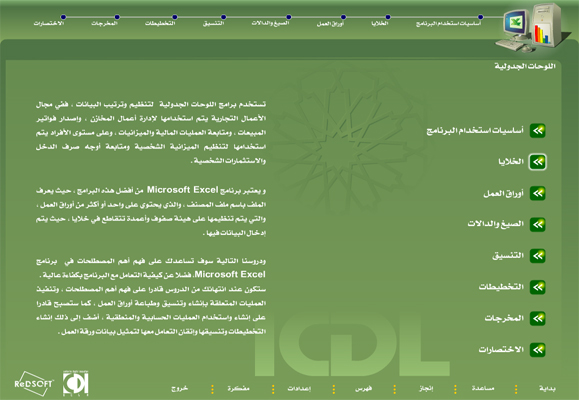 أساسيات استخدام البرنامج
الخلايا
أوراق العمل
الصيغ والدالات
التنسيق
التخطيطات
المخرجات
الاختصارات
اللوحات الجدولية
أساسيات استخدام البرنامج
الخلايا
أوراق العمل
الصيغ والدالات
التنسيق
التخطيطات
المخرجات
الاختصارات
تستخدم برامج اللوحات الجدولية لتنظيم وترتيب البيانات ، ففي مجال
الأعمال التجارية يتم استخدامها لإدارة أعمال المخازن ، وإصدار فواتير
المبيعات ، ومتابعة العمليات المالية والميزانيات ، وعلى مستوى الأفراد يتم
استخدامها لتنظيم الميزانية الشخصية ومتابعة أوجه صرف الدخل
والاستثمارات الشخصية .
و يعتبر برنامج Microsoft Excel من أفضل هذه البرامج ، حيث يعرف
الملف باسم ملف المصنف ، والذي يحتوي على واحد أو أكثر من أوراق العمل ،
والتي يتم تنظيمها على هيئة صفوف وأعمدة تتقاطع في خلايا ، حيث يتم
إدخال البيانات فيها .
ودروسنا التالية سوف تساعدك على فهم أهم المصطلحات في برنامج
Microsoft Excel، فضلا عن كيفية التعامل مع البرنامج بكفاءة عالية .
ستكون عند انتهائك من الدروس قادرا على فهم أهم المصطلحات ، وتنفيذ
العمليات المتعلقة بإنشاء وتنسيق وطباعة أوراق العمل ، كما ستصبح قادرا
على إنشاء واستخدام العمليات الحسابية والمنطقية ، أضف إلى ذلك إنشاء
التخطيطات وتنسيقها وإتقان التعامل معها لتمثيل بيانات ورقة العمل .
ICDL
بداية
مساعدة
إنجاز
فهرس
إعدادات
مفكرة
خروج
ReDSOFT